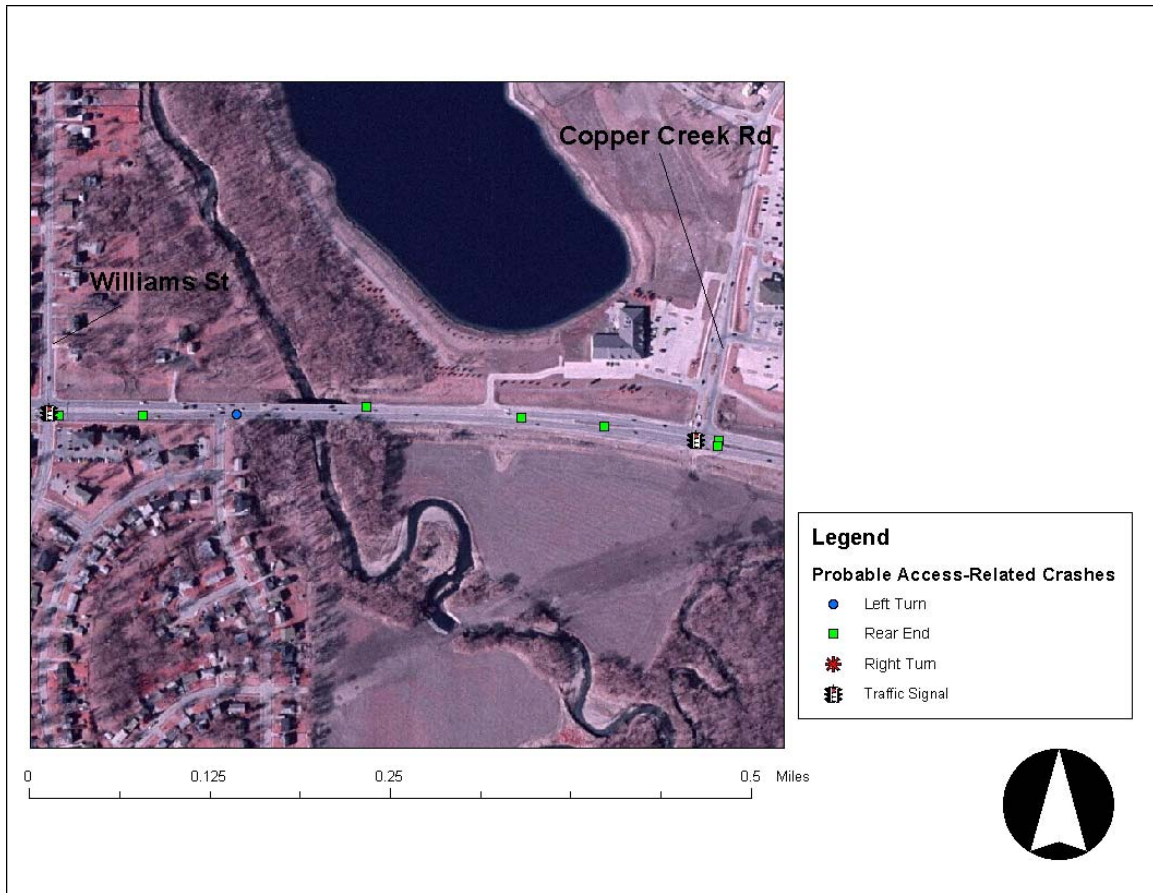 Copper Creek Rd
Williams St
Legend
Probable Access-Related Crashes
Left Turn
Rear End
Right Turn
Traffic Signal
0 0.125 0.25 0.5 Miles